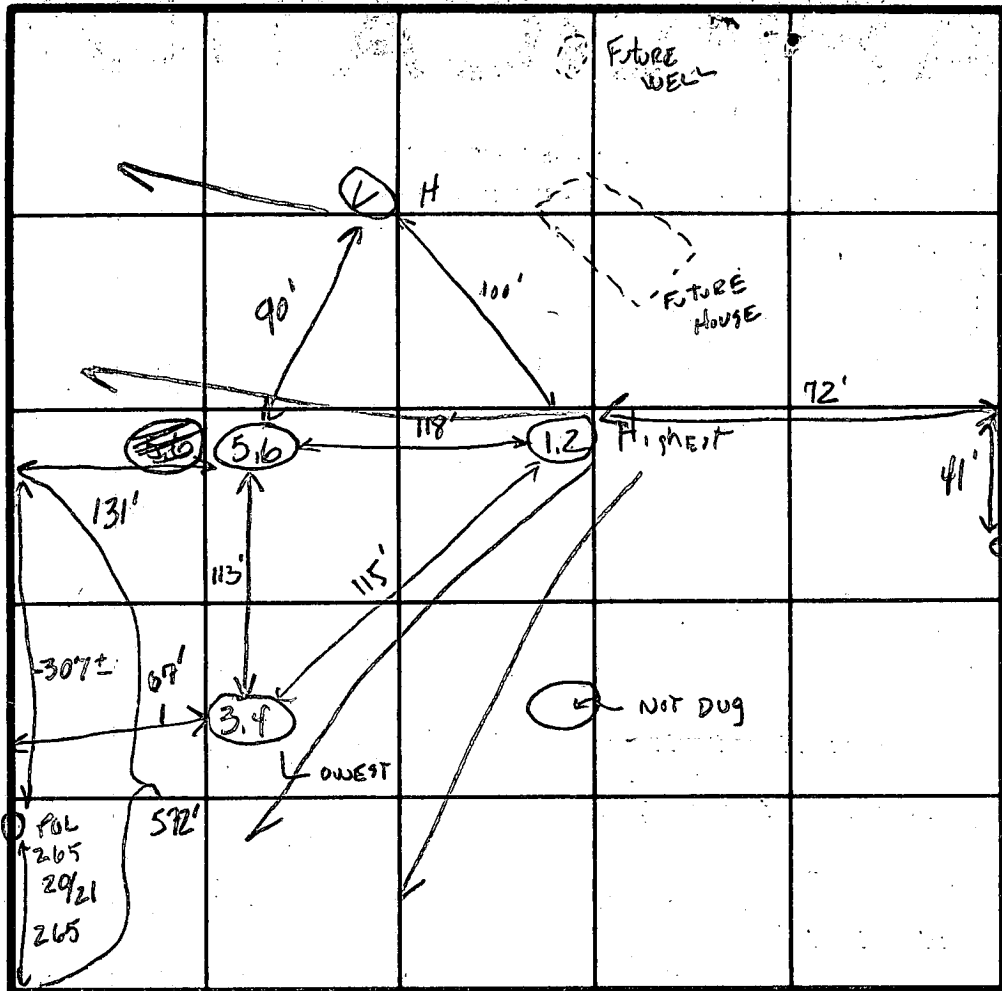 FUTURE
WELL
H
90'
100'
FUTURE
HOUSE
72'
118'
5,6
1,2
Highest
41'
131'
113'
115'
307±
67'
3,4
NOT DUG
LOWEST
572'
265
20/21
265